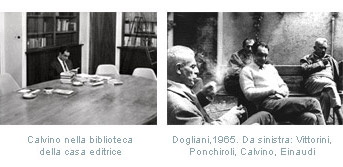 Calvino nella biblioteca
della casa editrice
Dogliani,1965. Da sinistra: Vittorini,
Ponchiroli, Calvino, Einaudi